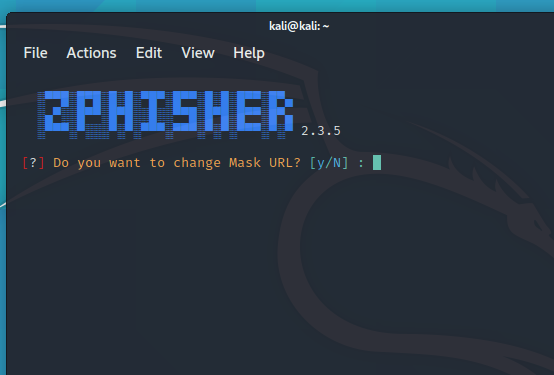 kali@kali: ~
File Actions Edit View Help
ZPHISHER 2.3.5
[?] Do you want to change Mask URL? [y/N] :